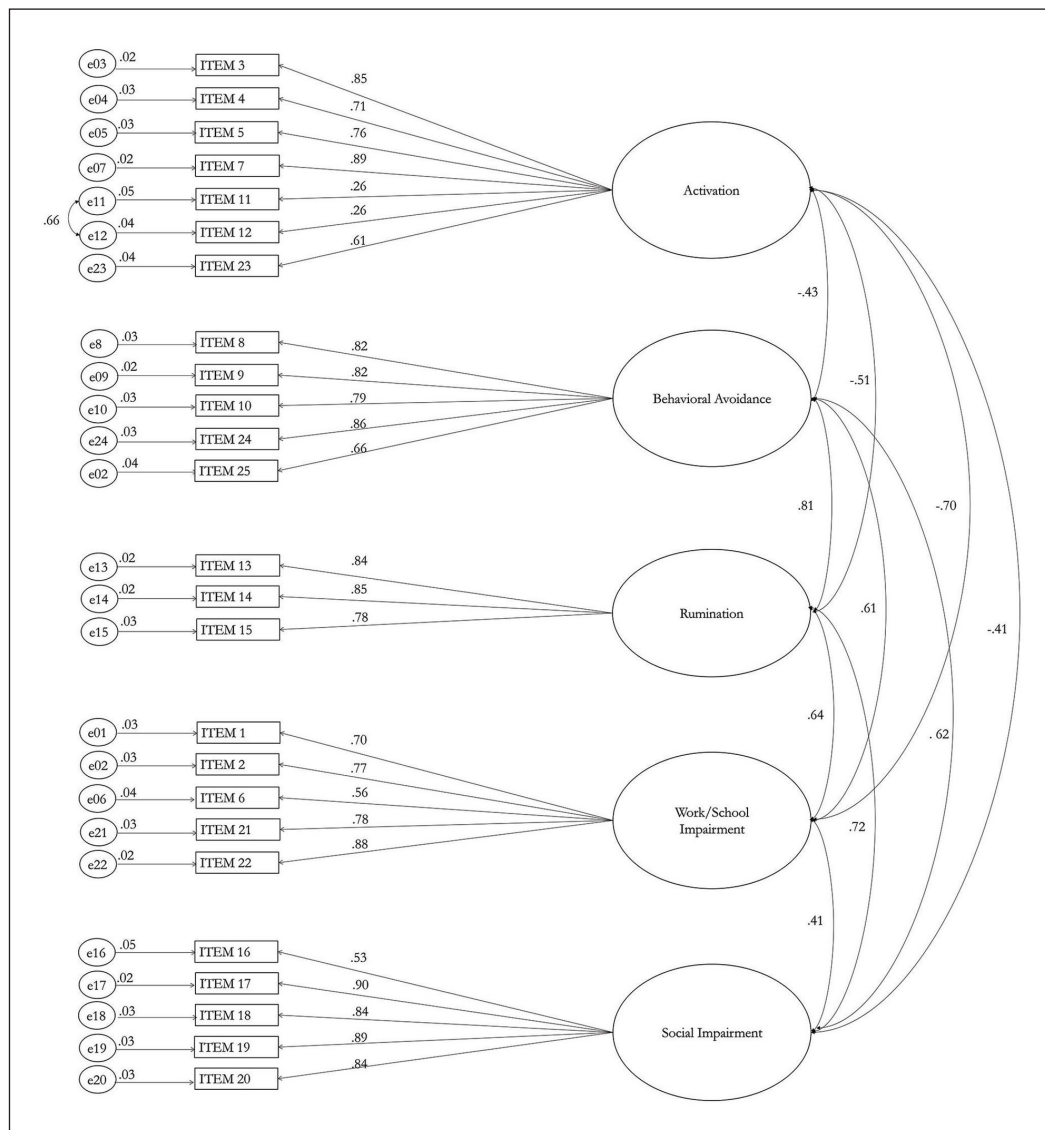 e03 .02 ITEM 3 .85
e04 .03 ITEM 4 .71
e05 .03 ITEM 5 .76
e07 .02 ITEM 7 .89
e11 .05 ITEM 11 .26
.66
e12 .04 ITEM 12 .26
e23 .04 ITEM 23 .61
Activation
-.43
e8 .03 ITEM 8 .82
e09 .02 ITEM 9 .82
e10 .03 ITEM 10 .79
e24 .03 ITEM 24 .86
e02 .04 ITEM 25 .66
Behavioral Avoidance
-.51
.81
-.70
e13 .02 ITEM 13 .84
e14 .02 ITEM 14 .85
e15 .03 ITEM 15 .78
Rumination
.61
-.41
.64
.62
e01 .03 ITEM 1 .70
e02 .03 ITEM 2 .77
e06 .04 ITEM 6 .56
e21 .03 ITEM 21 .78
e22 .02 ITEM 22 .88
Work/School
Impairment
.72
.41
e16 .05 ITEM 16 .53
e17 .02 ITEM 17 .90
e18 .03 ITEM 18 .84
e19 .03 ITEM 19 .89
e20 .03 ITEM 20 .84
Social Impairment